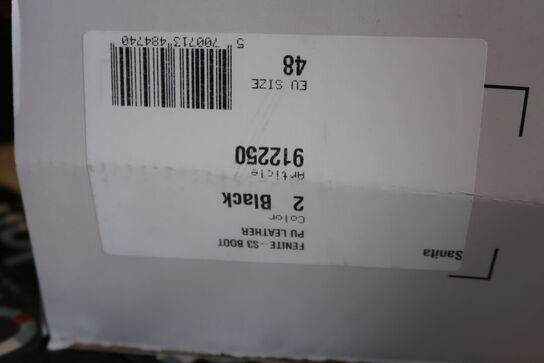 Sanita
FENITE - S3 BOOT
PU LEATHER
Color
2 Black
Article
912250
EU SIZE
48
5 700713 484740